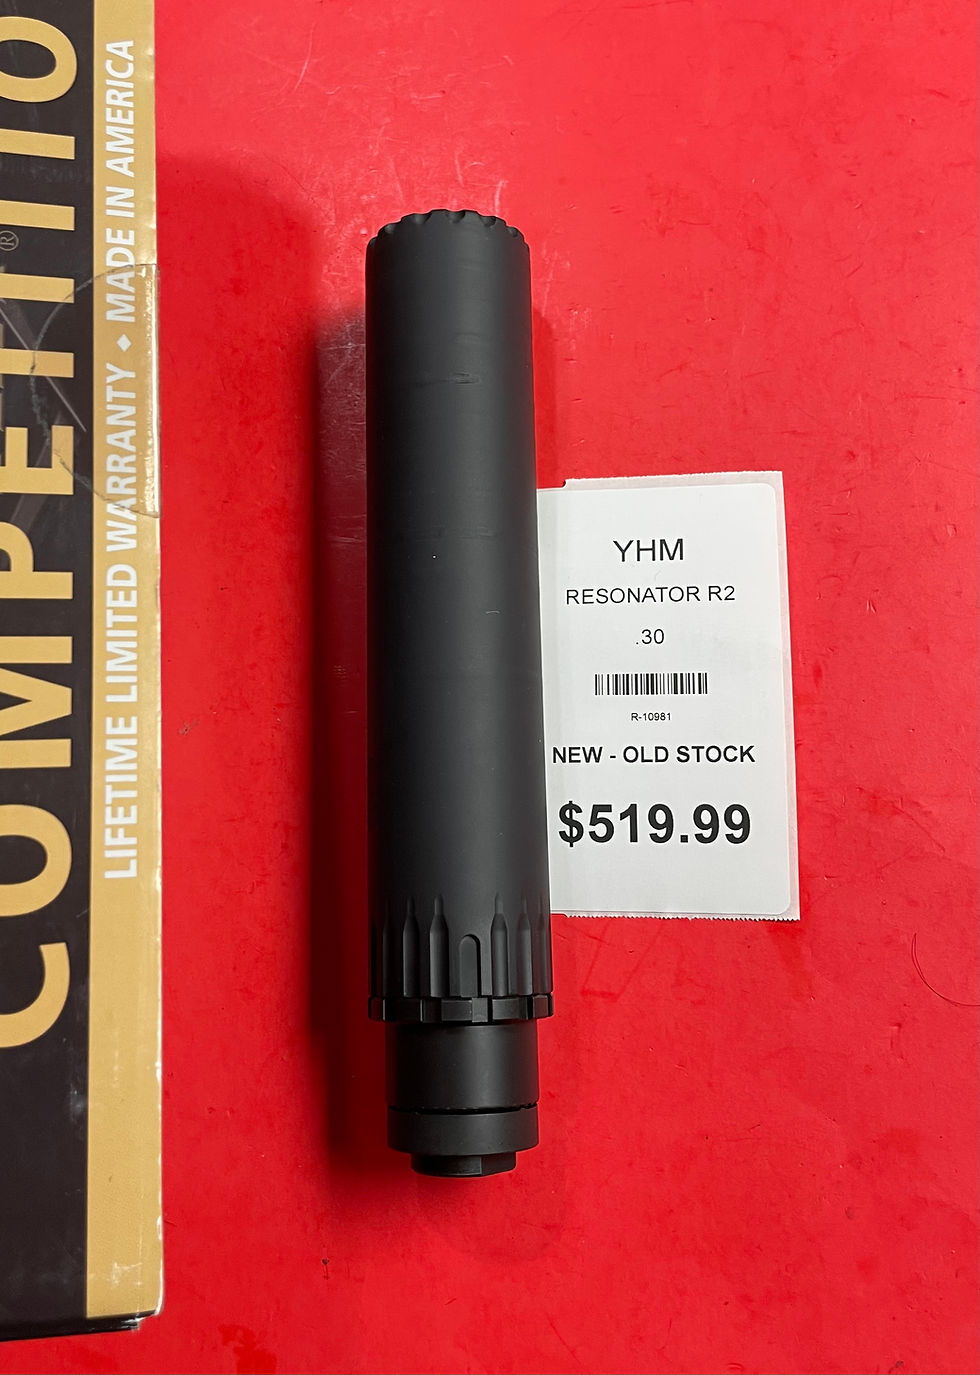 COMPETITIO
®
LIFETIME LIMITED WARRANTY ◆ MADE IN AMERICA
YHM
RESONATOR R2
.30
R-10981
NEW - OLD STOCK
$519.99